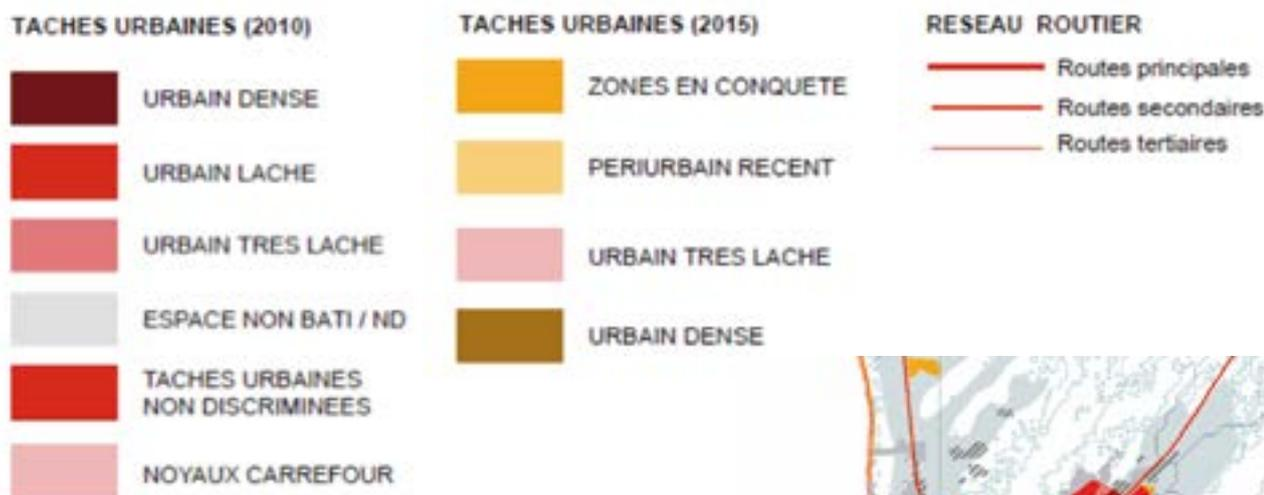 TACHES URBAINES (2010)
URBAIN DENSE
URBAIN LACHE
URBAIN TRES LACHE
ESPACE NON BATI / ND
TACHES URBAINES
NON DISCRIMINEES
NOYAUX CARREFOUR
TACHES URBAINES (2015)
ZONES EN CONQUETE
PERIURBAIN RECENT
URBAIN TRES LACHE
URBAIN DENSE
RESEAU ROUTIER
Routes principales
Routes secondaires
Routes tertiaires